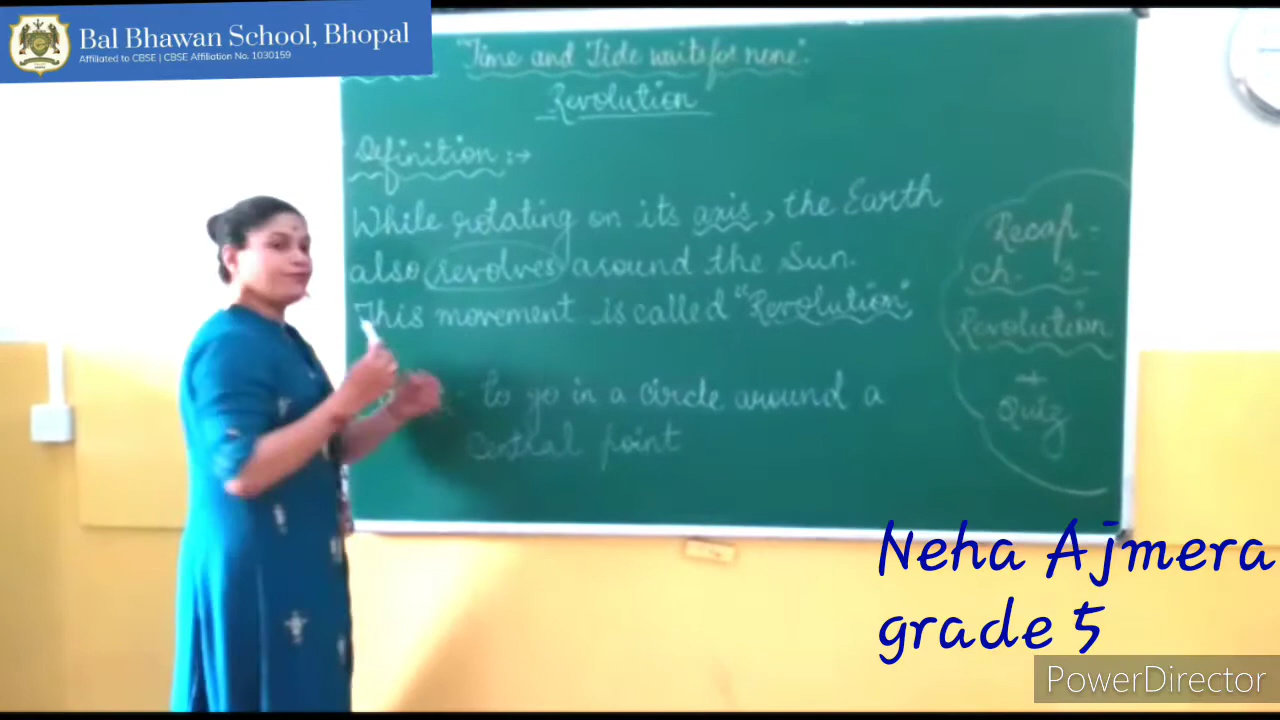 Bal Bhawan School, Bhopal
Affiliated to CBSE | CBSE Affiliation No. 1030159
"Time and Tide waits for none".
Revolution
Definition :→
While rotating on its axis, the Earth
also revolves around the Sun.
This movement is called "Revolution"
- to go in a circle around a
Central point
Recap -
Ch. 3-
Revolution
+
Quiz
Neha Ajmera
grade 5
PowerDirector